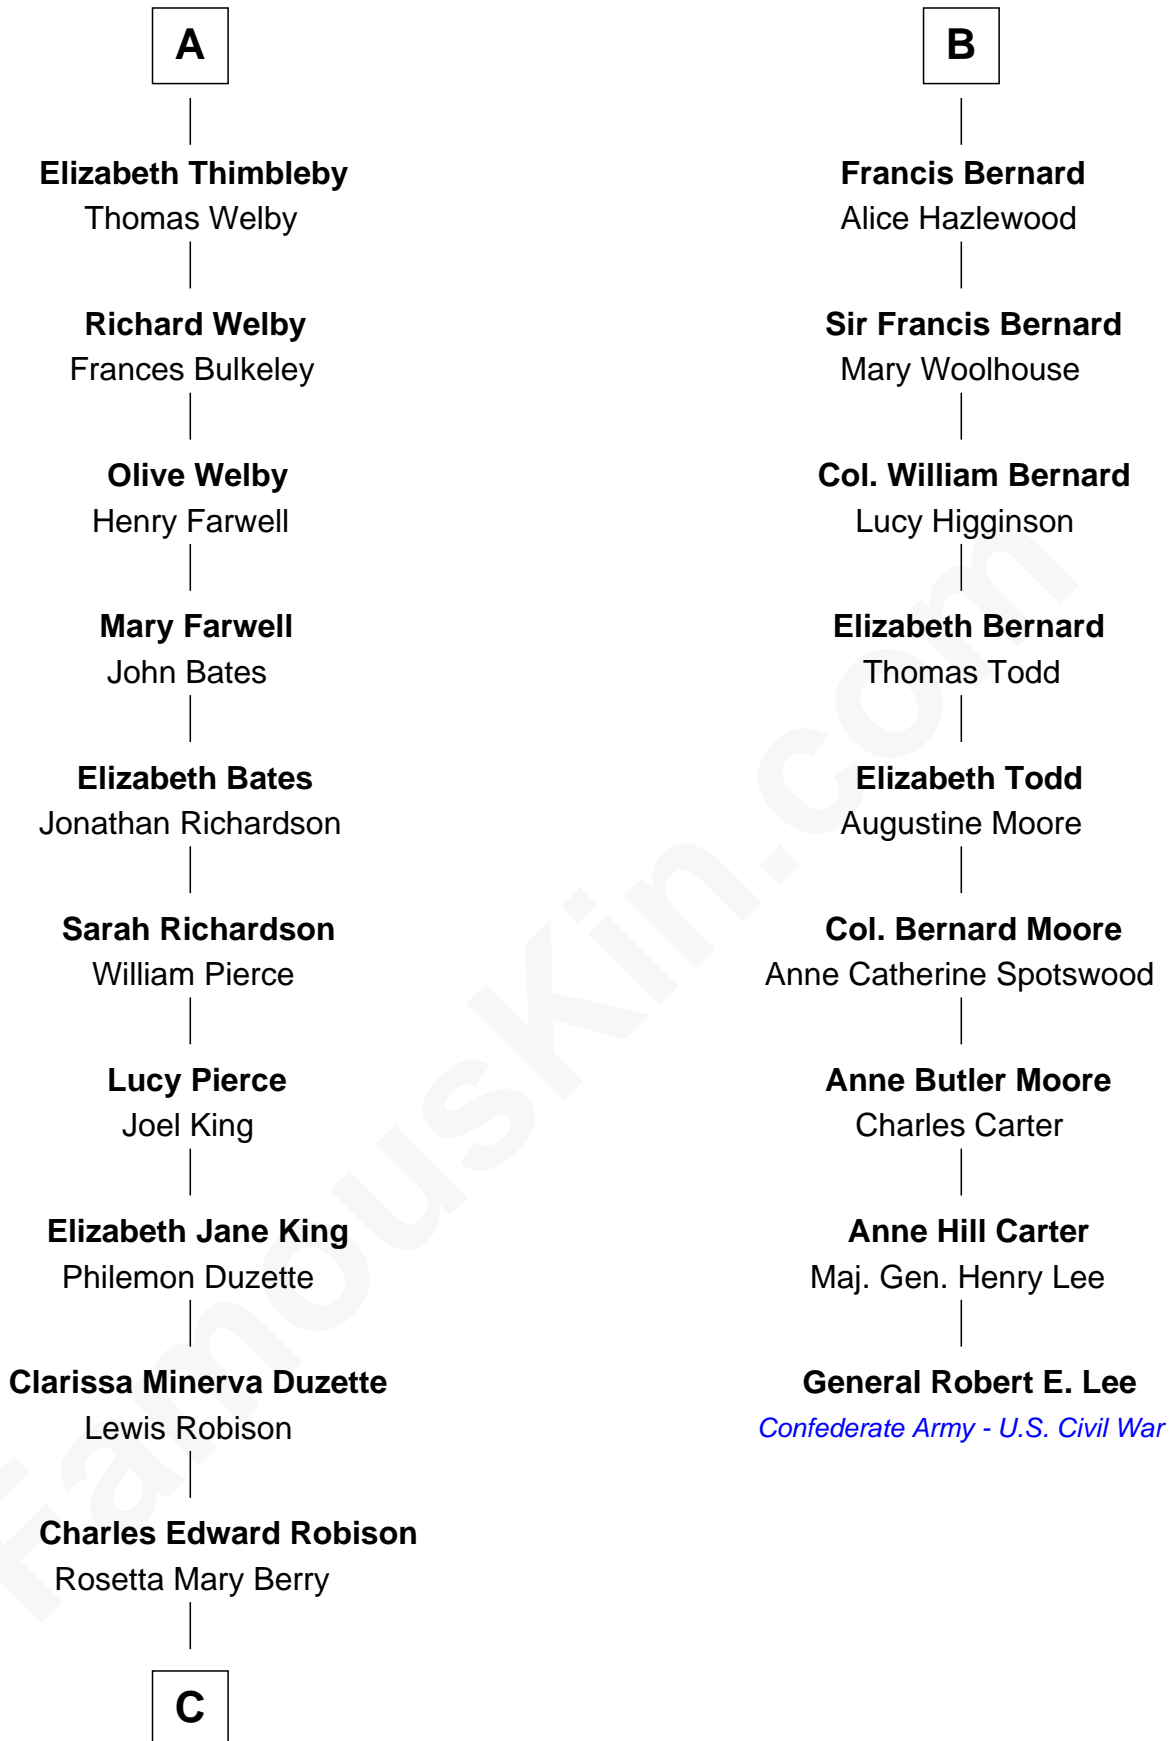 A
Elizabeth Thimbleby
Thomas Welby
Richard Welby
Frances Bulkeley
Olive Welby
Henry Farwell
Mary Farwell
John Bates
Elizabeth Bates
Jonathan Richardson
Sarah Richardson
William Pierce
Lucy Pierce
Joel King
Elizabeth Jane King
Philemon Duzette
Clarissa Minerva Duzette
Lewis Robison
Charles Edward Robison
Rosetta Mary Berry
C
B
Francis Bernard
Alice Hazlewood
Sir Francis Bernard
Mary Woolhouse
Col. William Bernard
Lucy Higginson
Elizabeth Bernard
Thomas Todd
Elizabeth Todd
Augustine Moore
Col. Bernard Moore
Anne Catherine Spotswood
Anne Butler Moore
Charles Carter
Anne Hill Carter
Maj. Gen. Henry Lee
General Robert E. Lee
Confederate Army - U.S. Civil War
FamousKin.com